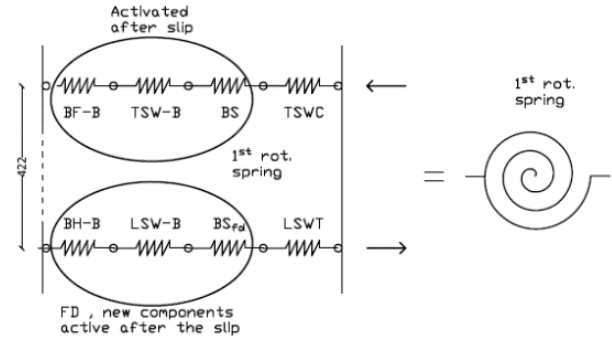 Activated
after slip
BF-B TSW-B BS TSWC
1st rot.
spring
422
1st rot.
spring
=
BH-B LSW-B BSfd LSWT
FD , new components
active after the slip